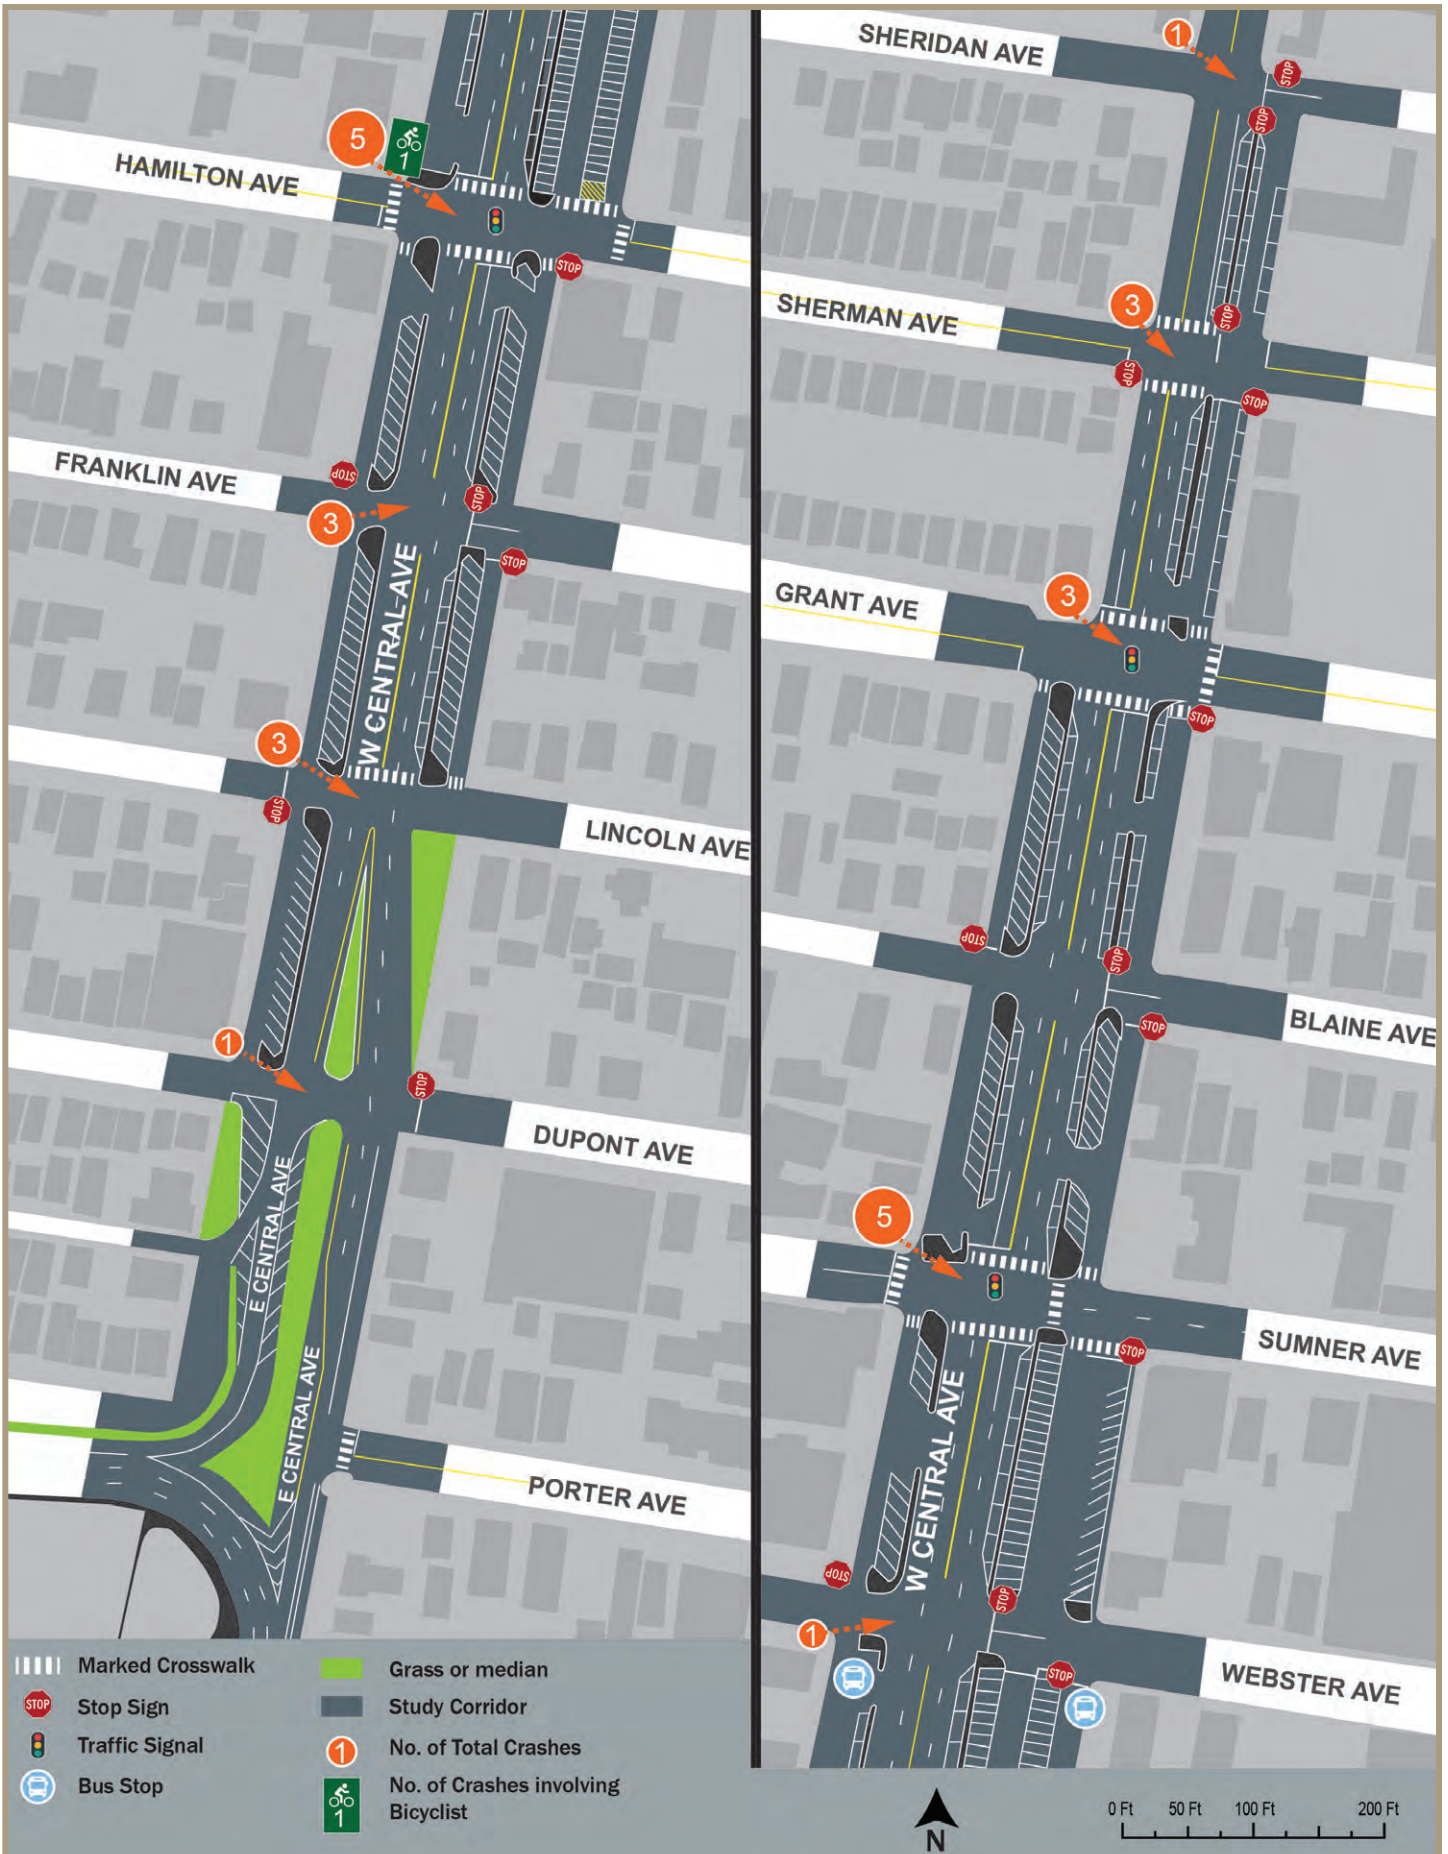 5
1
HAMILTON AVE
STOP
FRANKLIN AVE
STOP
3
STOP
STOP
W CENTRAL AVE
3
STOP
LINCOLN AVE
1
STOP
DUPONT AVE
E CENTRAL AVE
E CENTRAL AVE
PORTER AVE
SHERIDAN AVE
1
STOP
STOP
3
SHERMAN AVE
STOP
STOP
STOP
3
GRANT AVE
STOP
STOP
STOP
BLAINE AVE
STOP
5
SUMNER AVE
STOP
W CENTRAL AVE
STOP
STOP
1
STOP
WEBSTER AVE
Marked Crosswalk
STOP
Stop Sign
Traffic Signal
Bus Stop
Grass or median
Study Corridor
1
No. of Total Crashes
1
No. of Crashes involving
Bicyclist
N
0 Ft 50 Ft 100 Ft 200 Ft